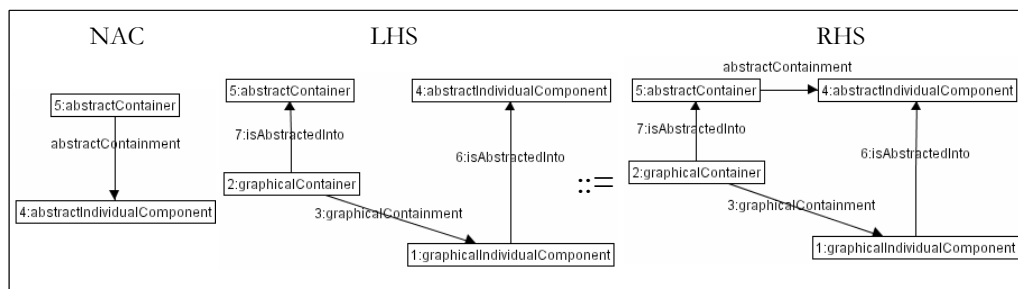 NAC
LHS
RHS
5:abstractContainer
abstractContainment
4:abstractIndividualComponent
5:abstractContainer
4:abstractIndividualComponent
7:isAbstractedInto
6:isAbstractedInto
2:graphicalContainer
3:graphicalContainment
1:graphicalIndividualComponent
::=
abstractContainment
5:abstractContainer
4:abstractIndividualComponent
7:isAbstractedInto
6:isAbstractedInto
2:graphicalContainer
3:graphicalContainment
1:graphicalIndividualComponent